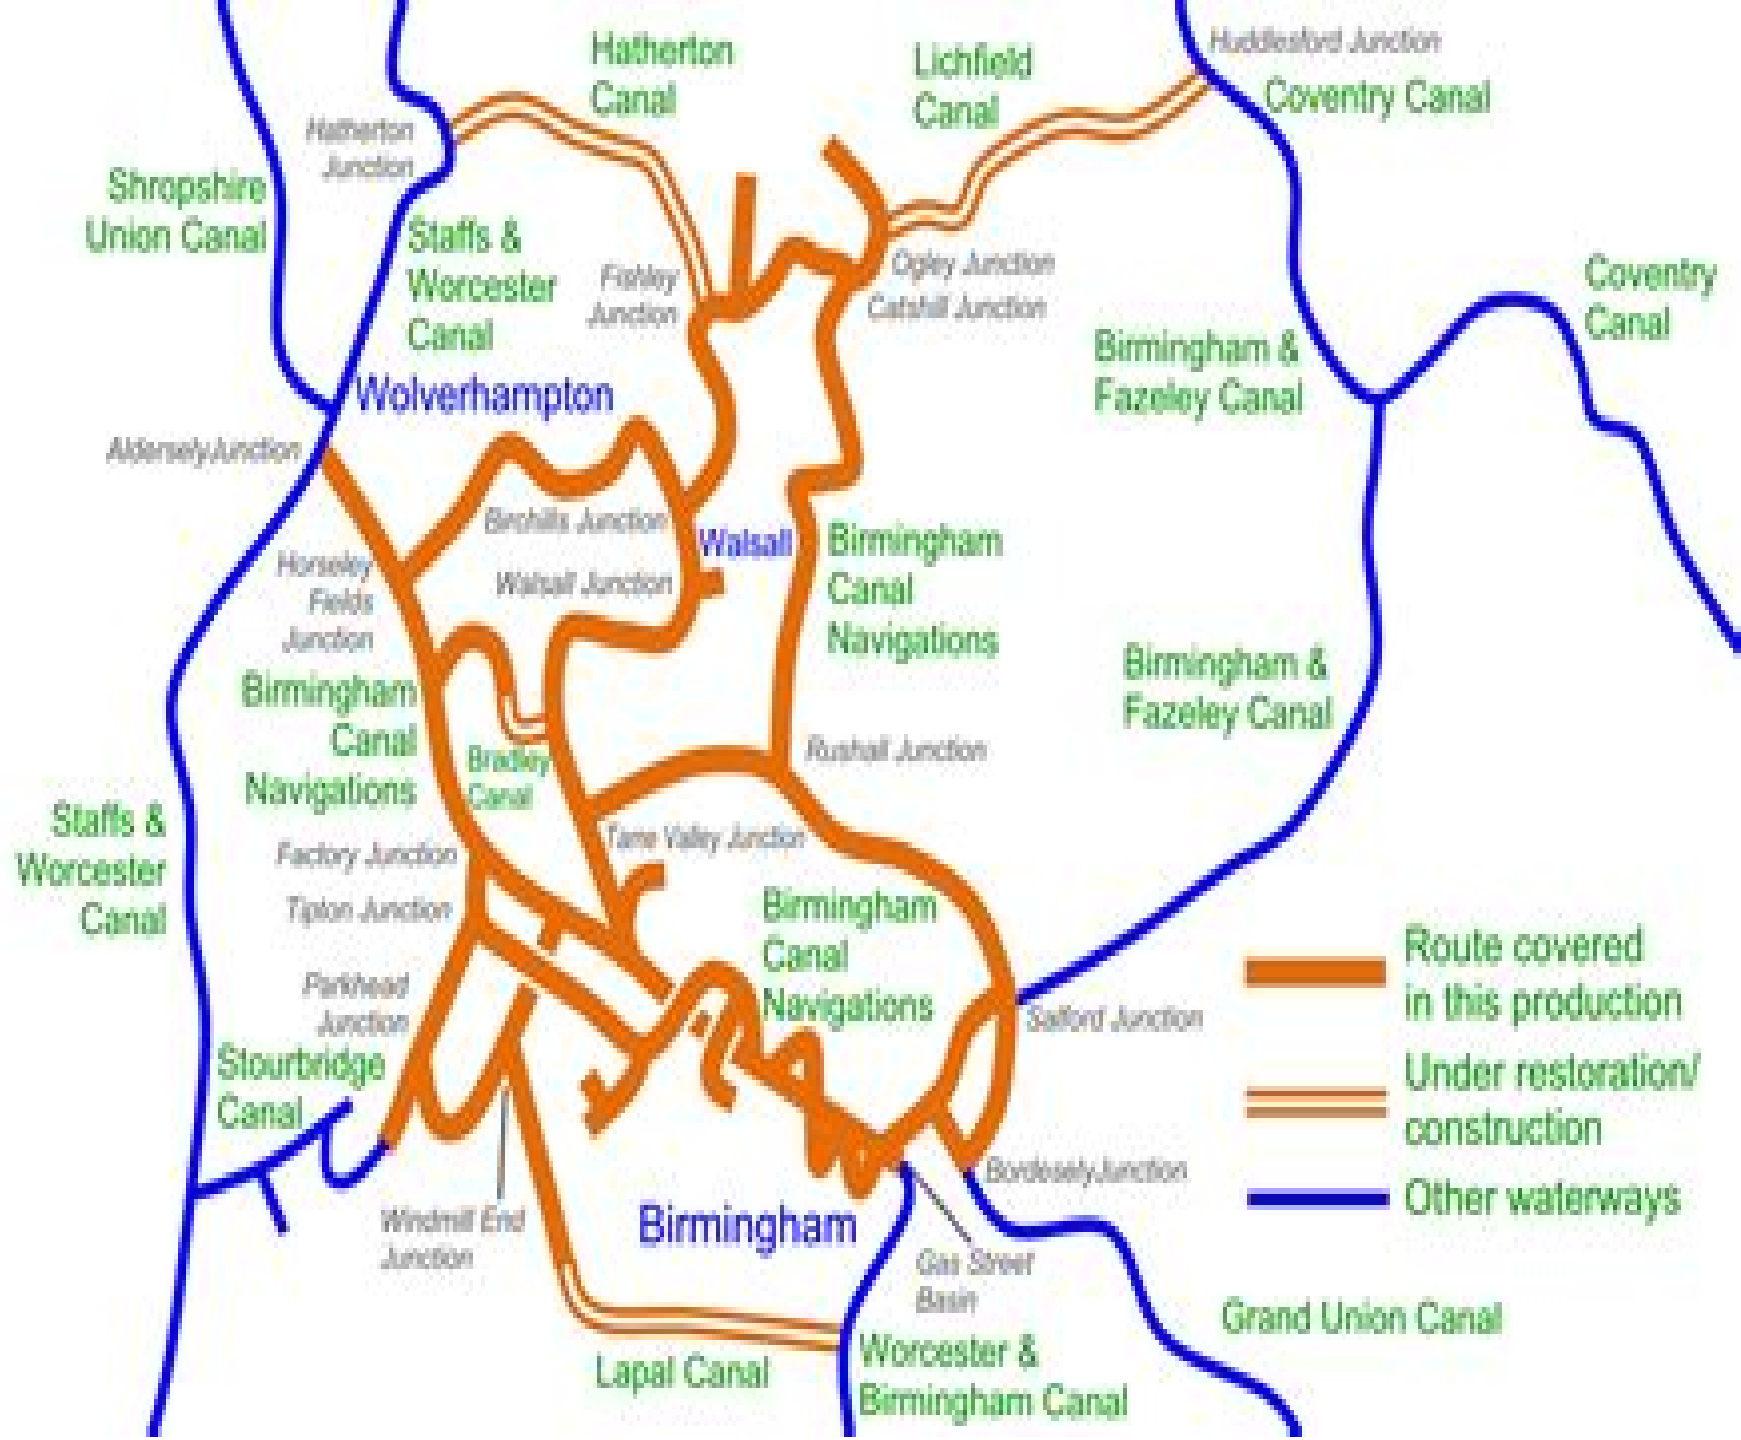 Hatherton
Canal
Lichfield
Canal
Huddlesford Junction
Coventry Canal
Hatherton
Junction
Shropshire
Union Canal
Staffs &
Worcester
Canal
Fishley
Junction
Ogley Junction
Catshill Junction
Coventry
Canal
Birmingham &
Fazeley Canal
Wolverhampton
AlderselyJunction
Birchills Junction
Walsall
Birmingham
Canal
Navigations
Horseley
Fields
Junction
Walsall Junction
Birmingham
Canal
Navigations
Birmingham &
Fazeley Canal
Bradley
Canal
Rushall Junction
Staffs &
Worcester
Canal
Factory Junction
Tame Valley Junction
Tipton Junction
Birmingham
Canal
Navigations
Route covered
in this production
Parkhead
Junction
Salford Junction
Stourbridge
Canal
Under restoration/
construction
BordeselyJunction
Other waterways
Windmill End
Junction
Birmingham
Gas Street
Basin
Grand Union Canal
Lapal Canal
Worcester &
Birmingham Canal